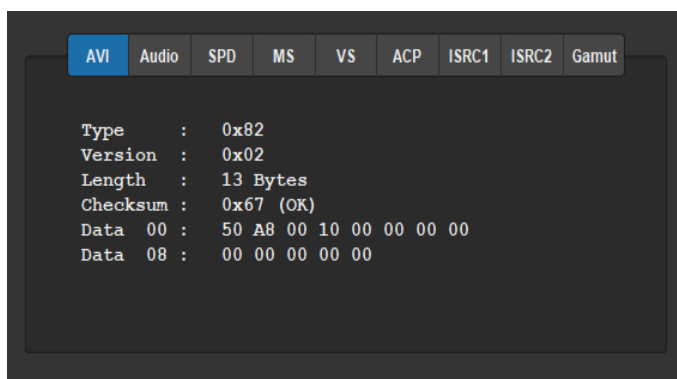 AVI Audio SPD MS VS ACP ISRC1 ISRC2 Gamut
Type : 0x82
Version : 0x02
Length : 13 Bytes
Checksum : 0x67 (OK)
Data 00 : 50 A8 00 10 00 00 00 00
Data 08 : 00 00 00 00 00